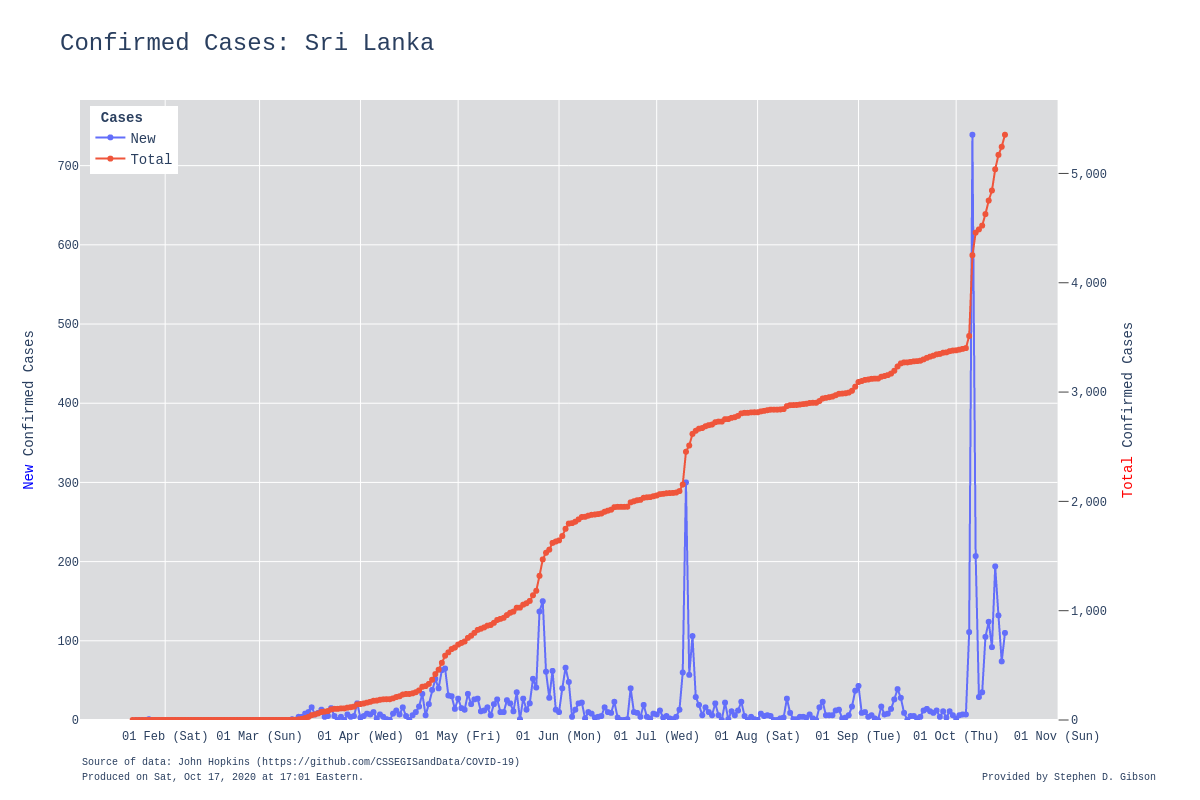 Confirmed Cases: Sri Lanka
Cases
New
Total
700
600
500
400
300
200
100
0
New Confirmed Cases
5,000
4,000
3,000
2,000
1,000
0
Total Confirmed Cases
01 Feb (Sat) 01 Mar (Sun) 01 Apr (Wed) 01 May (Fri) 01 Jun (Mon) 01 Jul (Wed) 01 Aug (Sat) 01 Sep (Tue) 01 Oct (Thu) 01 Nov (Sun)
Source of data: John Hopkins (https://github.com/CSSEGISandData/COVID-19)
Produced on Sat, Oct 17, 2020 at 17:01 Eastern.
Provided by Stephen D. Gibson